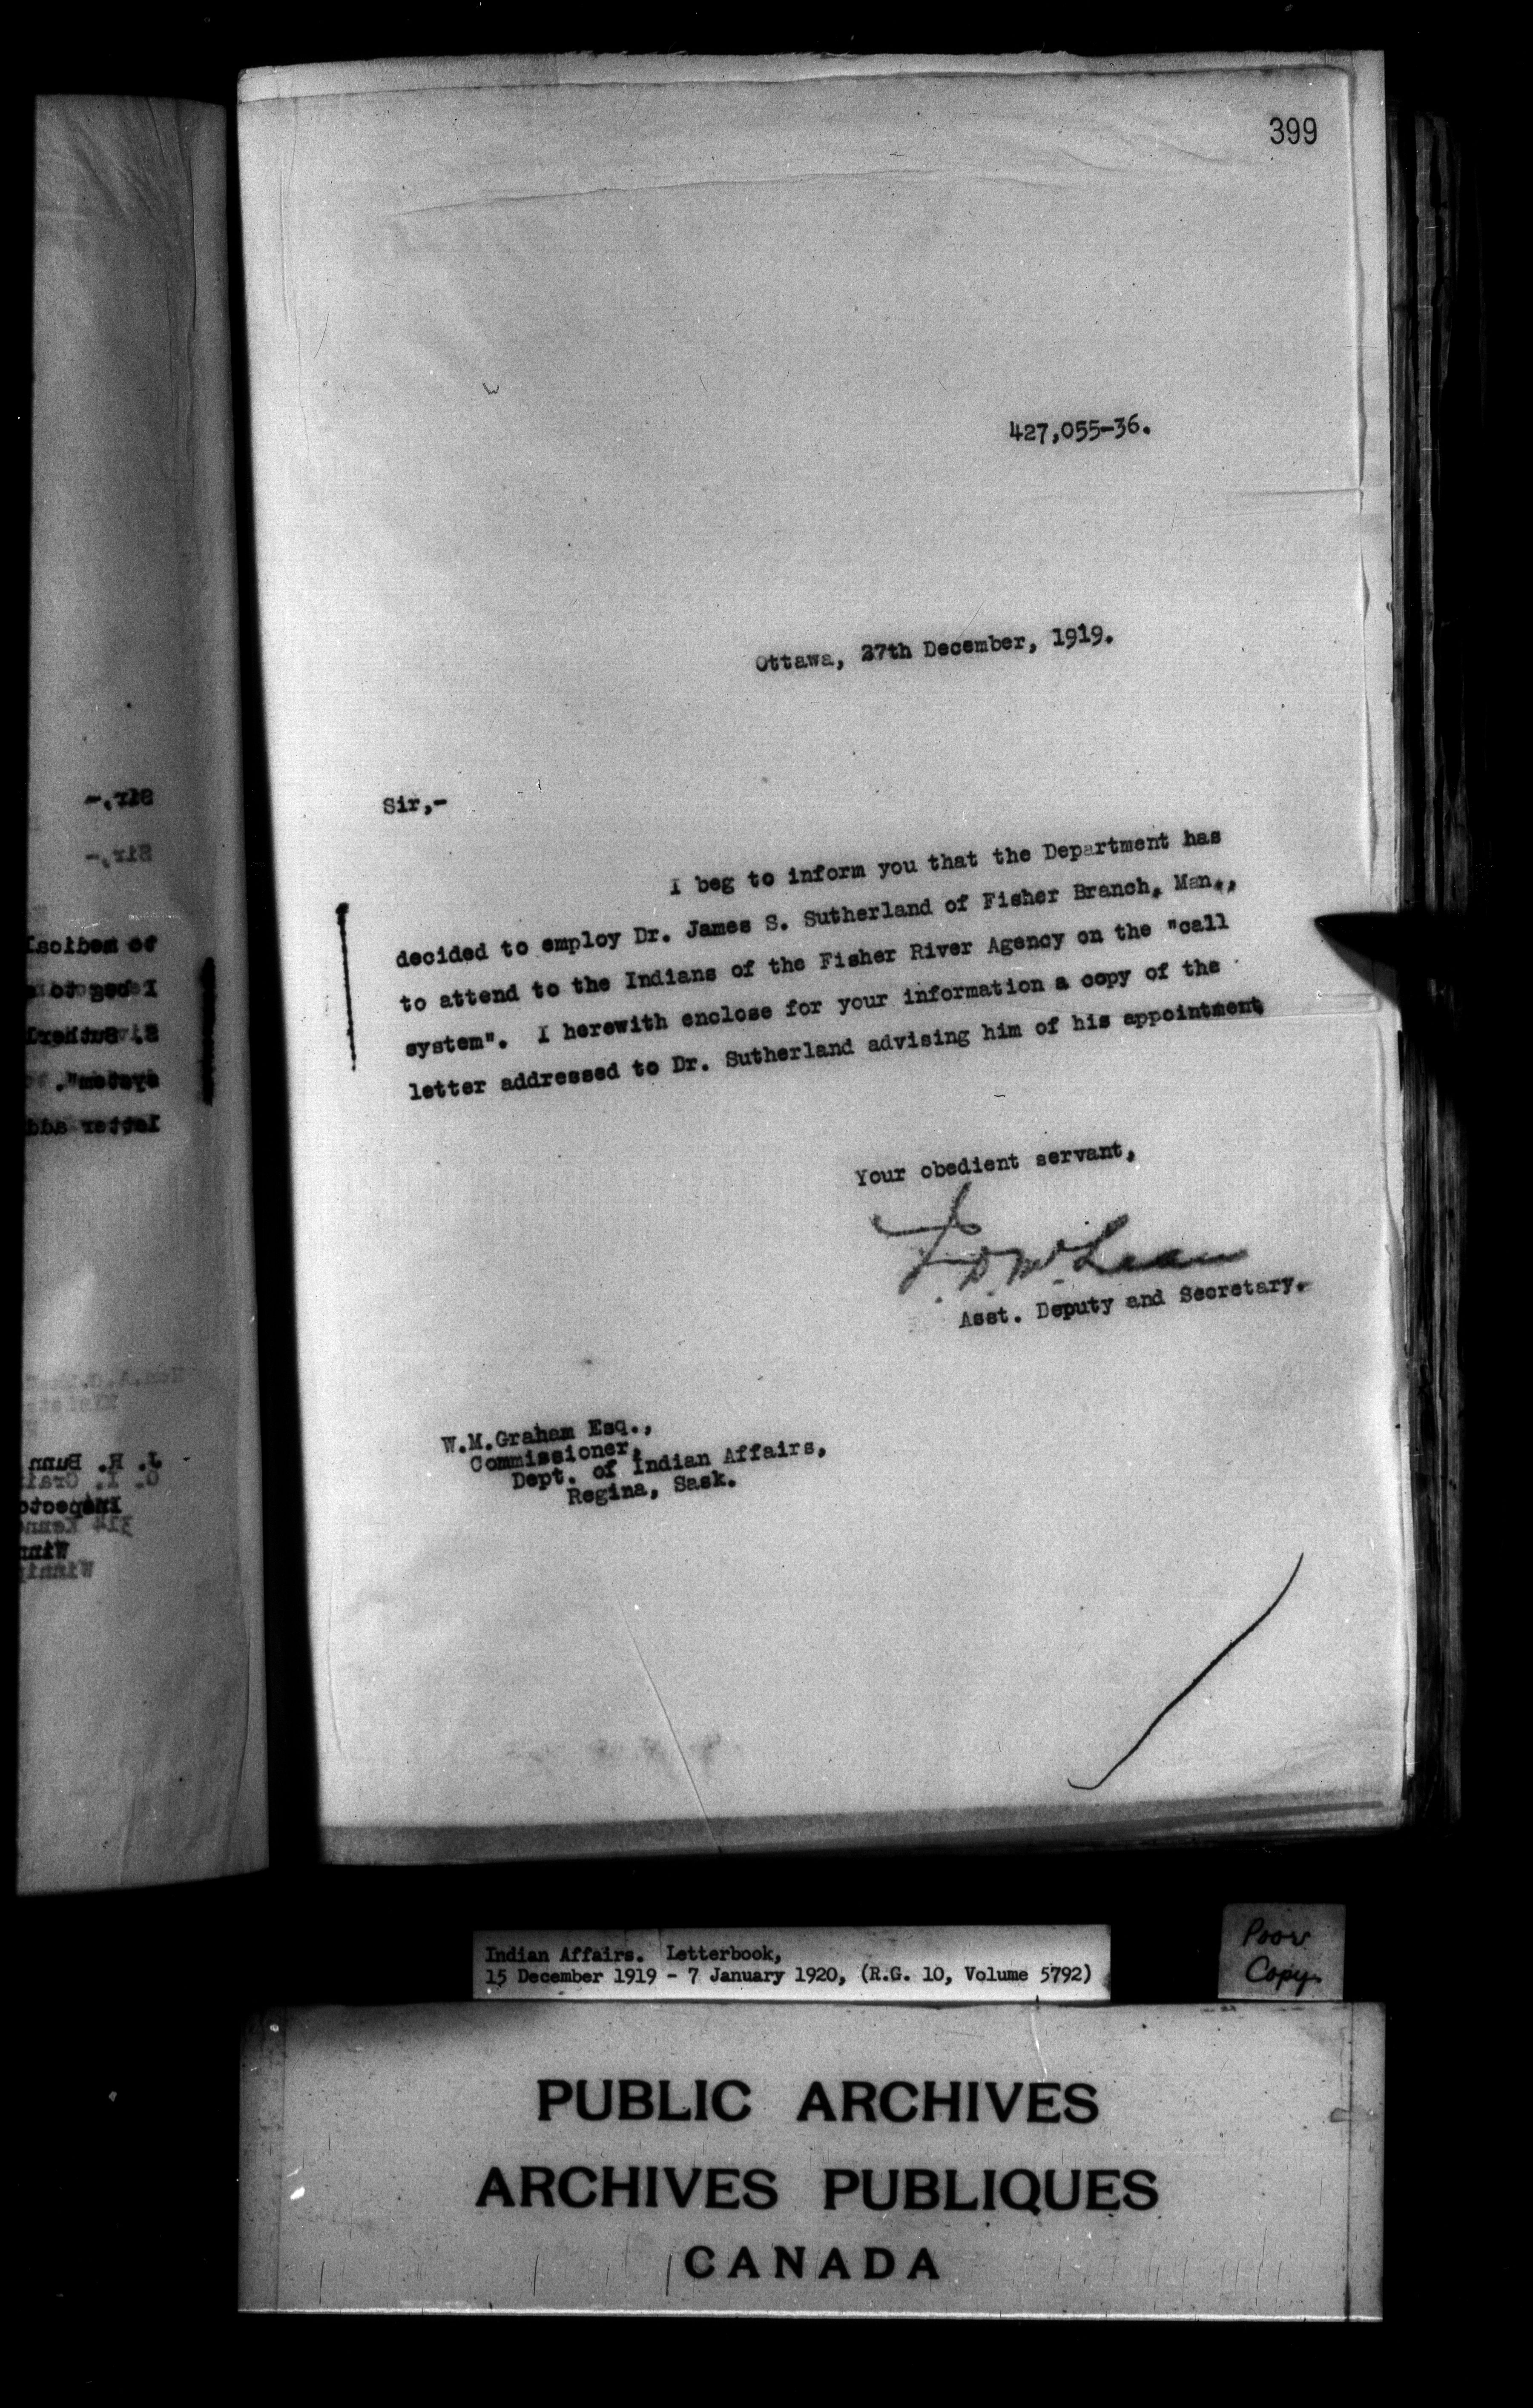 399
427,055-36.
Ottawa, 27th December, 1919.
Sir,-
I beg to inform you that the Department has
decided to employ Dr. James S. Sutherland of Fisher Branch, Man.,
to attend to the Indians of the Fisher River Agency on the "call
system". I herewith enclose for your information a copy of the
letter addressed to Dr. Sutherland advising him of his appointment,
Your obedient servant,
J. D. McLean
Asst. Deputy and Secretary.
W.M.Graham Esq.,
Commissioner,
Dept. of Indian Affairs,
Regina, Sask.
Indian Affairs. Letterbook,
15 December 1919 - 7 January 1920, (R.G. 10, Volume 5792)
Poor
Copy
PUBLIC ARCHIVES
ARCHIVES PUBLIQUES
CANADA